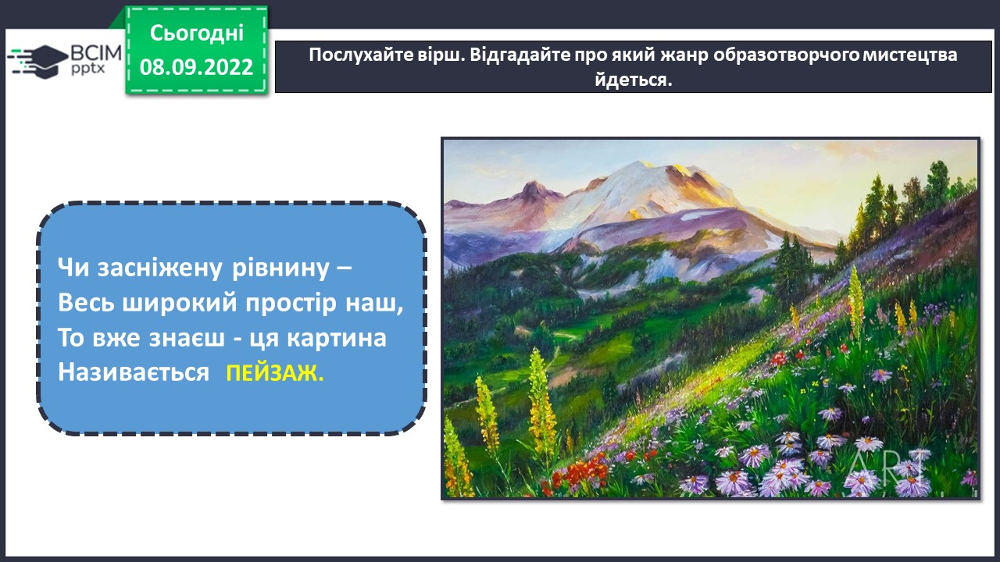 Сьогодні
08.09.2022
BCIM
pptx
Послухайте вірш. Відгадайте про який жанр образотворчого мистецтва
йдеться.
Чи засніжену рівнину –
Весь широкий простір наш,
То вже знаєш - ця картина
Називається ПЕЙЗАЖ.
ART